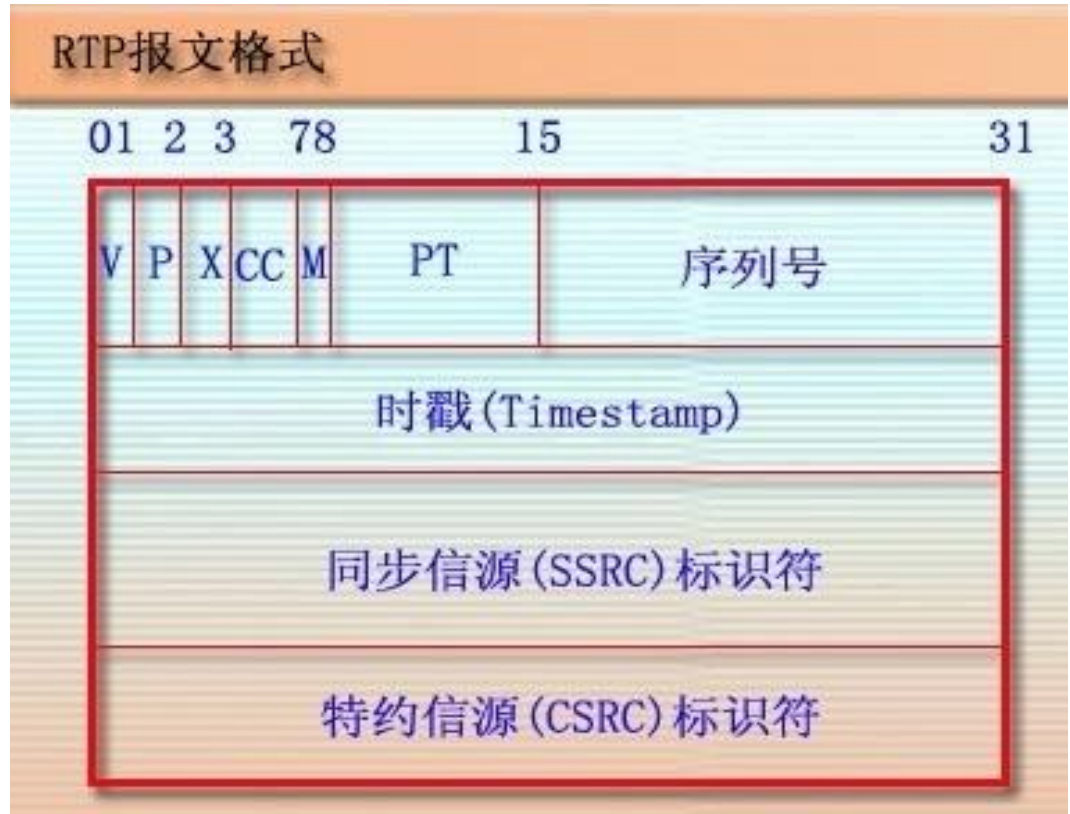 RTP报文格式
01 2 3 78 15 31
V P X CC M PT 序列号
时戳(Timestamp)
同步信源(SSRC)标识符
特约信源(CSRC)标识符